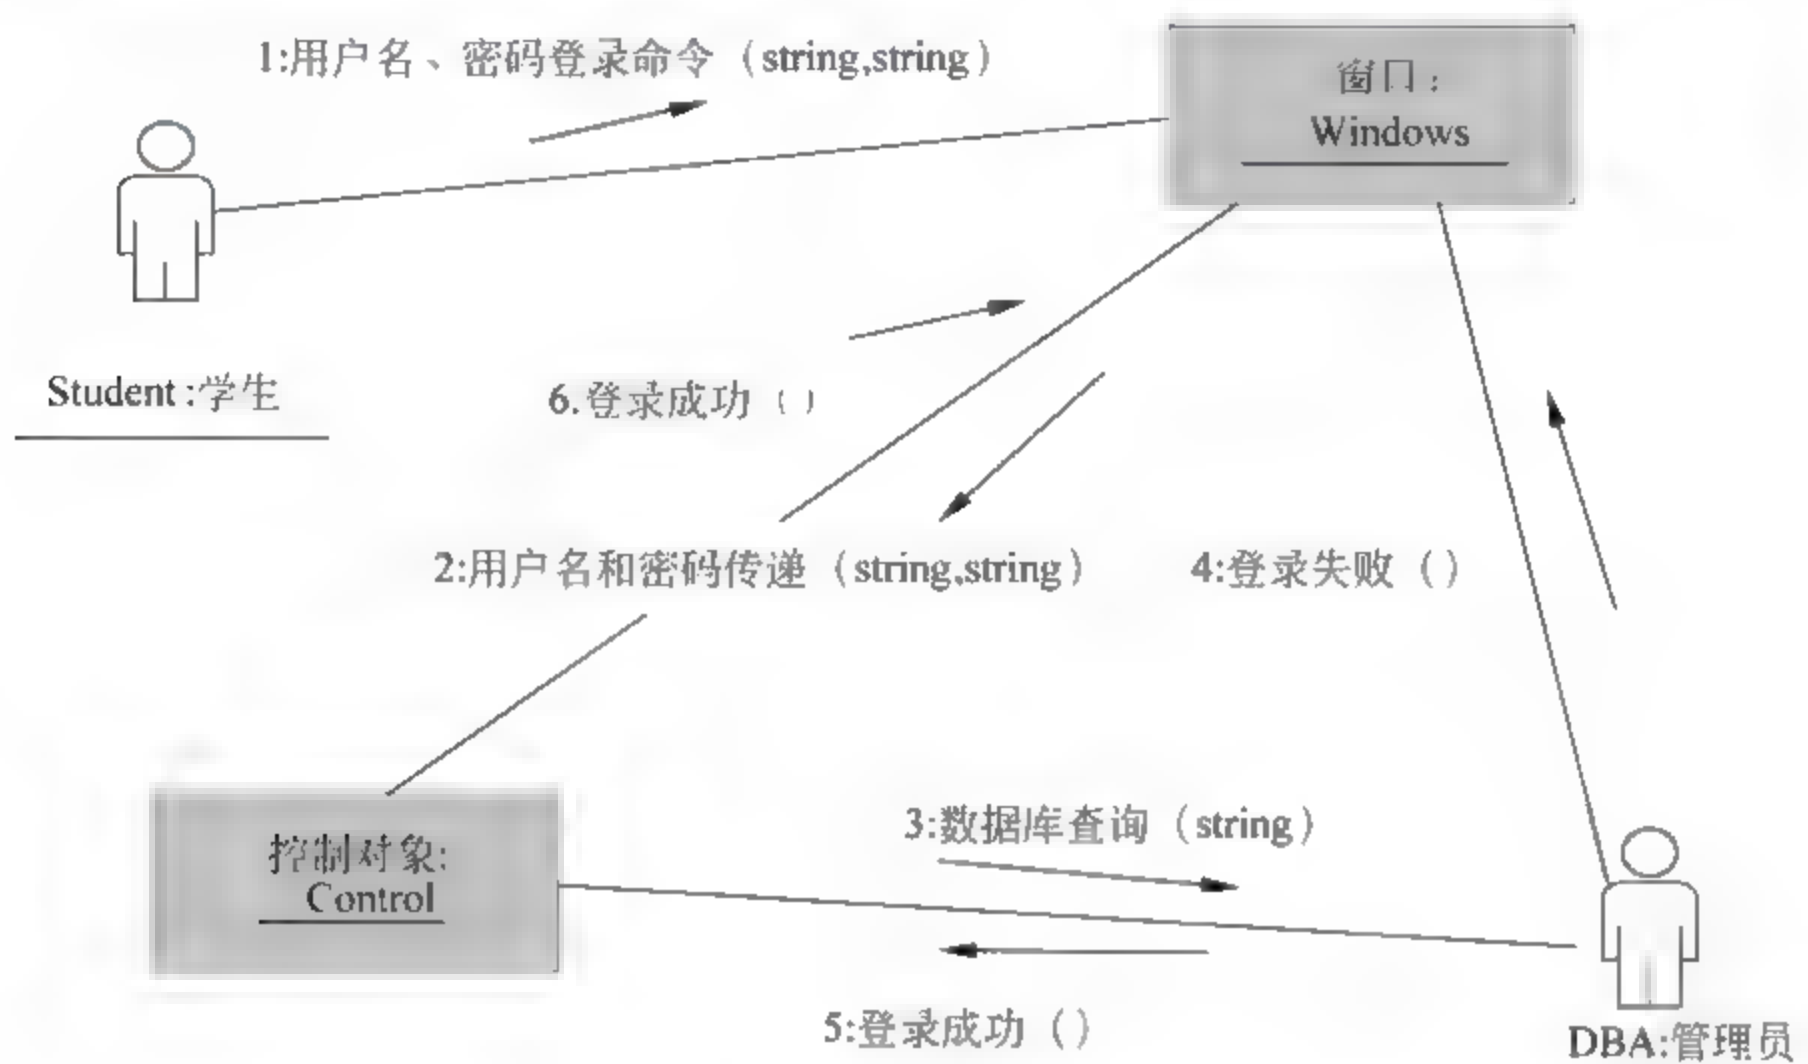 1:用户名、密码登录命令（string,string）
窗口：
Windows
Student:学生
6.登录成功（）
2:用户名和密码传递（string,string）
4:登录失败（）
3:数据库查询（string）
控制对象:
Control
5:登录成功（）
DBA:管理员